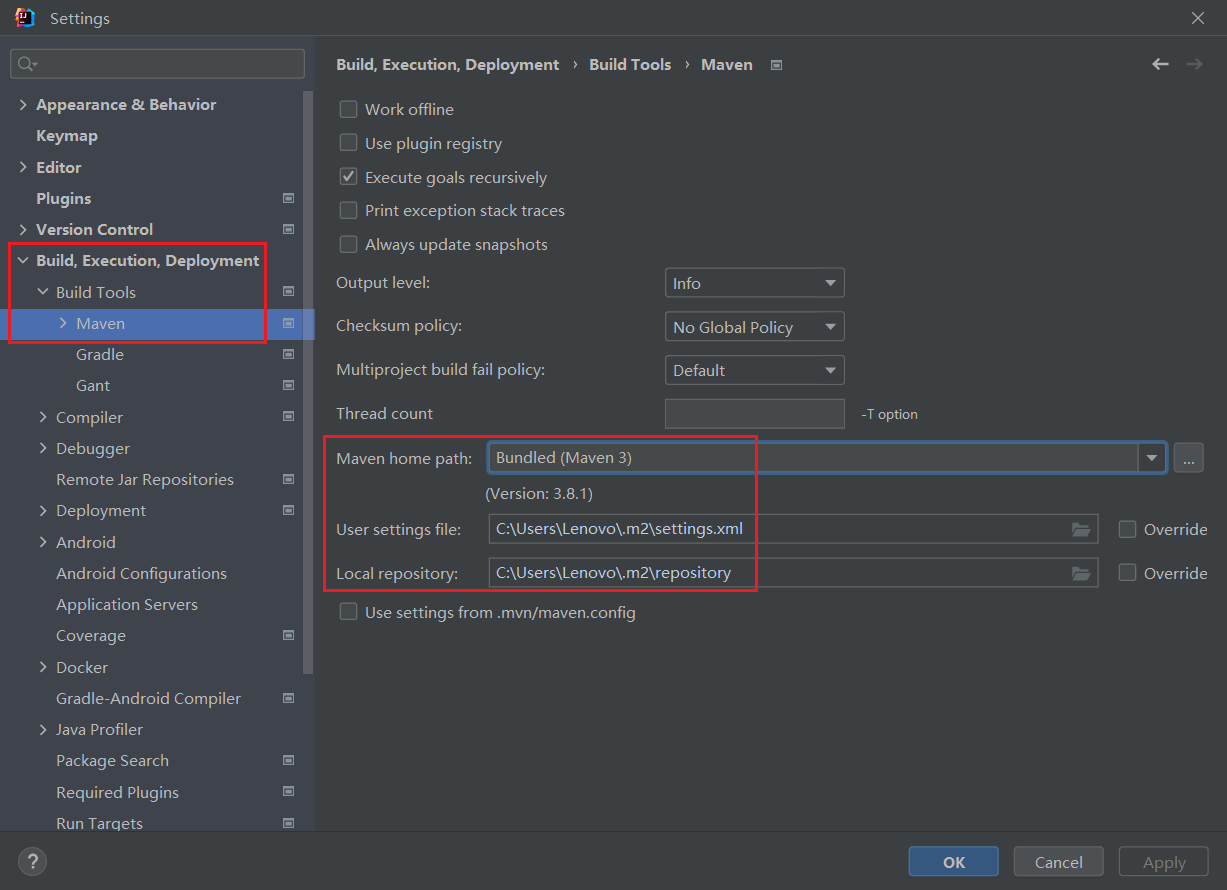 Settings
Appearance & Behavior
Keymap
Editor
Plugins
Version Control
Build, Execution, Deployment
Build Tools
Maven
Gradle
Gant
Compiler
Debugger
Remote Jar Repositories
Deployment
Android
Android Configurations
Application Servers
Coverage
Docker
Gradle-Android Compiler
Java Profiler
Package Search
Required Plugins
Run Targets
Build, Execution, Deployment › Build Tools › Maven
Work offline
Use plugin registry
Execute goals recursively
Print exception stack traces
Always update snapshots
Output level: Info
Checksum policy: No Global Policy
Multiproject build fail policy: Default
Thread count -T option
Maven home path: Bundled (Maven 3) ...
(Version: 3.8.1)
User settings file: C:\Users\Lenovo\.m2\settings.xml Override
Local repository: C:\Users\Lenovo\.m2\repository Override
Use settings from .mvn/maven.config
? OK Cancel Apply